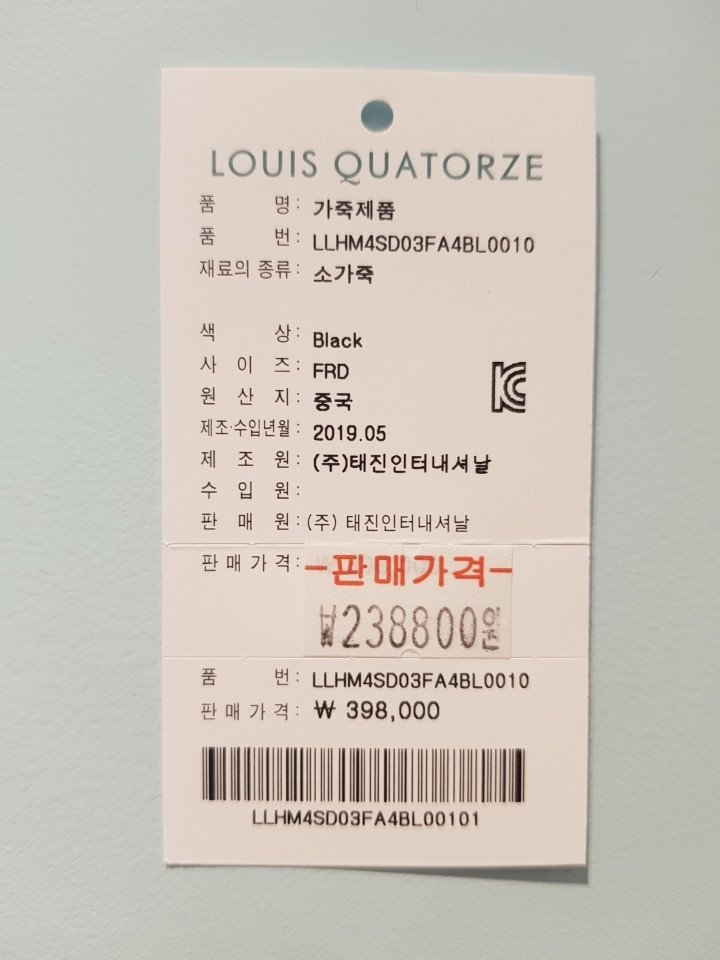 LOUIS QUATORZE
품 명: 가죽제품
품 번: LLHM4SD03FA4BL0010
재료의 종류: 소가죽
색 상: Black
사 이 즈: FRD
원 산 지: 중국
제조·수입년월: 2019.05
제 조 원: (주)태진인터내셔날
수 입 원:
판 매 원: (주) 태진인터내셔날
판 매 가 격: -판매가격-
₩238800원
품 번: LLHM4SD03FA4BL0010
판 매 가 격: ₩ 398,000
LLHM4SD03FA4BL00101